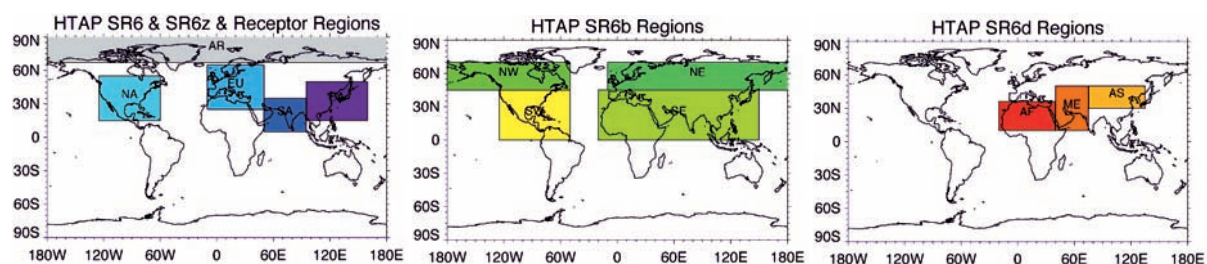 HTAP SR6 & SR6z & Receptor Regions
90N
60N
30N
0
30S
60S
90S
180W
120W
60W
0
60E
120E
180E
AR
NA
EU
SA
HTAP SR6b Regions
90N
60N
30N
0
30S
60S
90S
180W
120W
60W
0
60E
120E
180E
NW
NE
SW
SE
HTAP SR6d Regions
90N
60N
30N
0
30S
60S
90S
180W
120W
60W
0
60E
120E
180E
AF
ME
AS